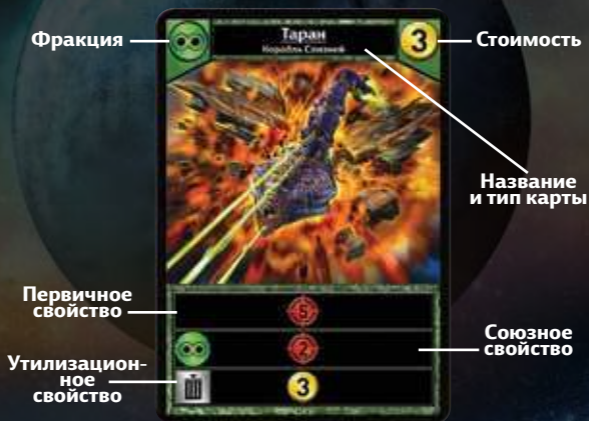 Фракция
Таран
Корабль Слизней
3
Стоимость
Название
и тип карты
Первичное
свойство
5
Союзное
свойство
2
Утилизацион-
ное
свойство
3